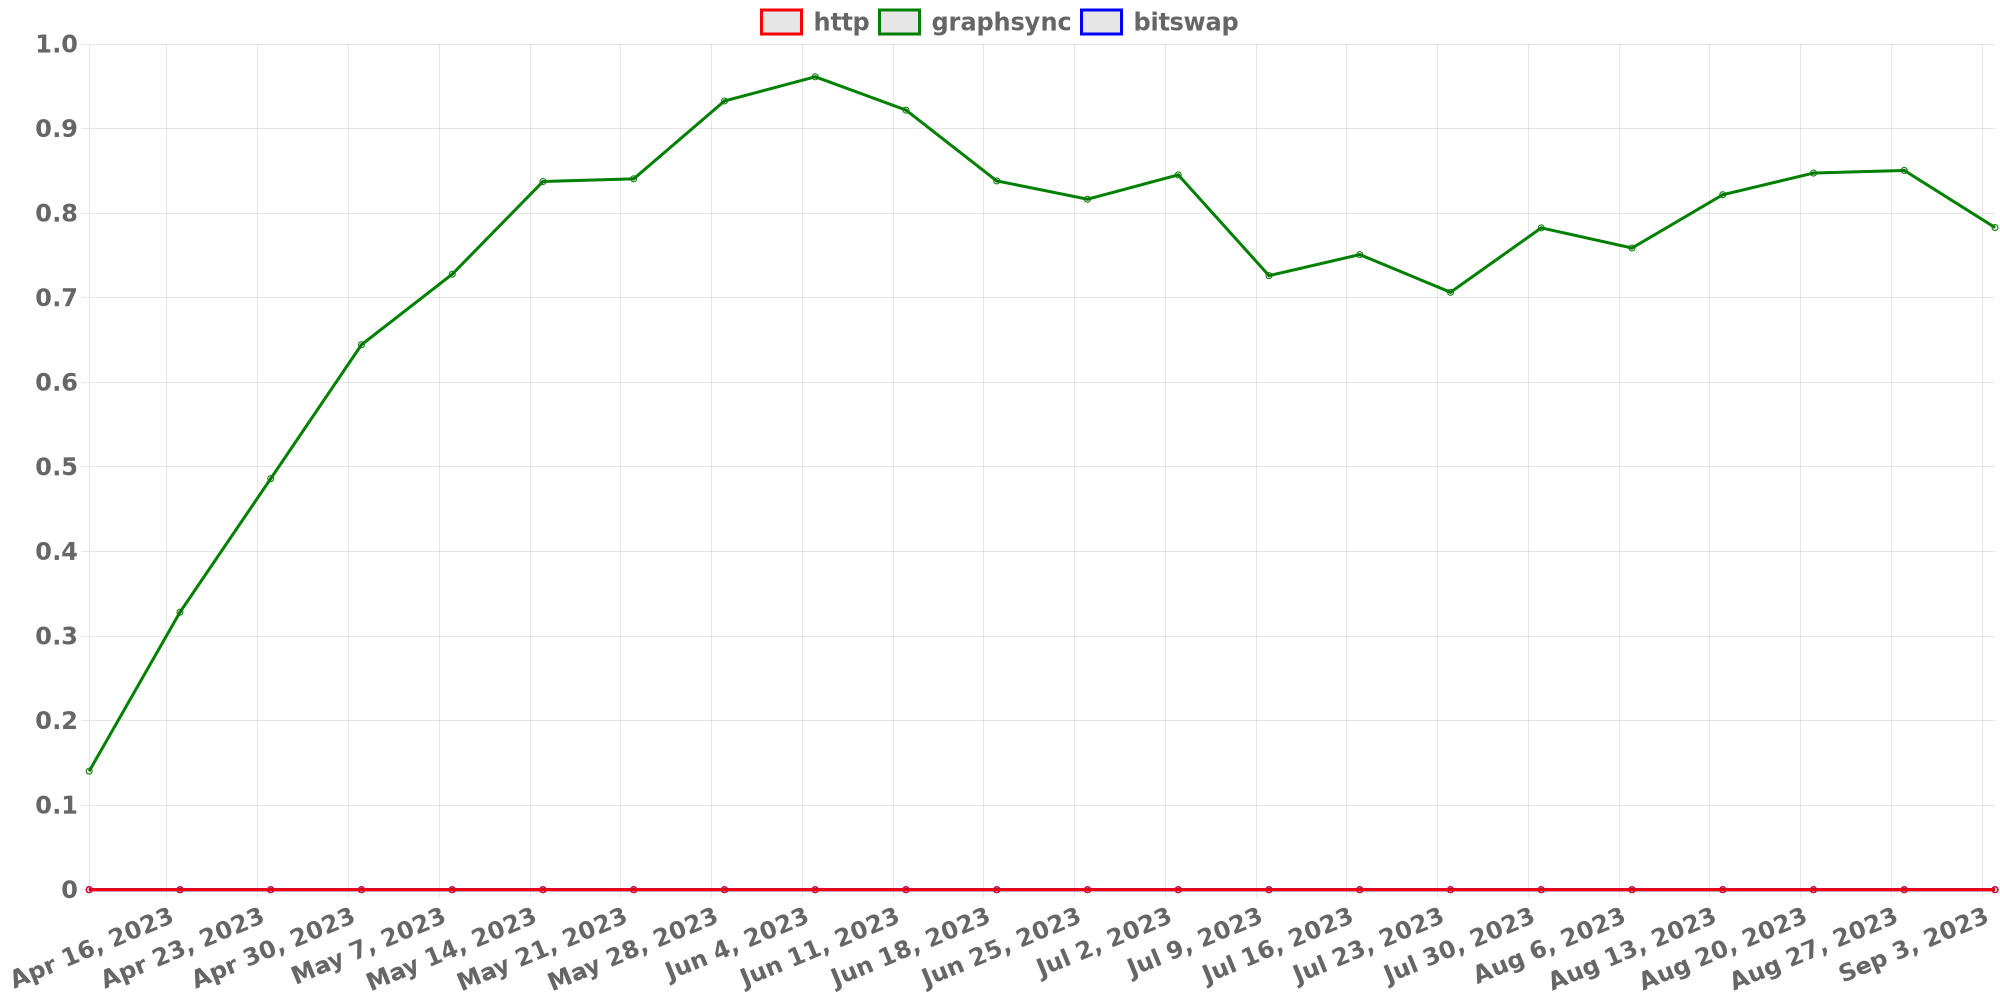 http graphsync bitswap
1.0
0.9
0.8
0.7
0.6
0.5
0.4
0.3
0.2
0.1
0
Apr 16, 2023
Apr 23, 2023
Apr 30, 2023
May 7, 2023
May 14, 2023
May 21, 2023
May 28, 2023
Jun 4, 2023
Jun 11, 2023
Jun 18, 2023
Jun 25, 2023
Jul 2, 2023
Jul 9, 2023
Jul 16, 2023
Jul 23, 2023
Jul 30, 2023
Aug 6, 2023
Aug 13, 2023
Aug 20, 2023
Aug 27, 2023
Sep 3, 2023